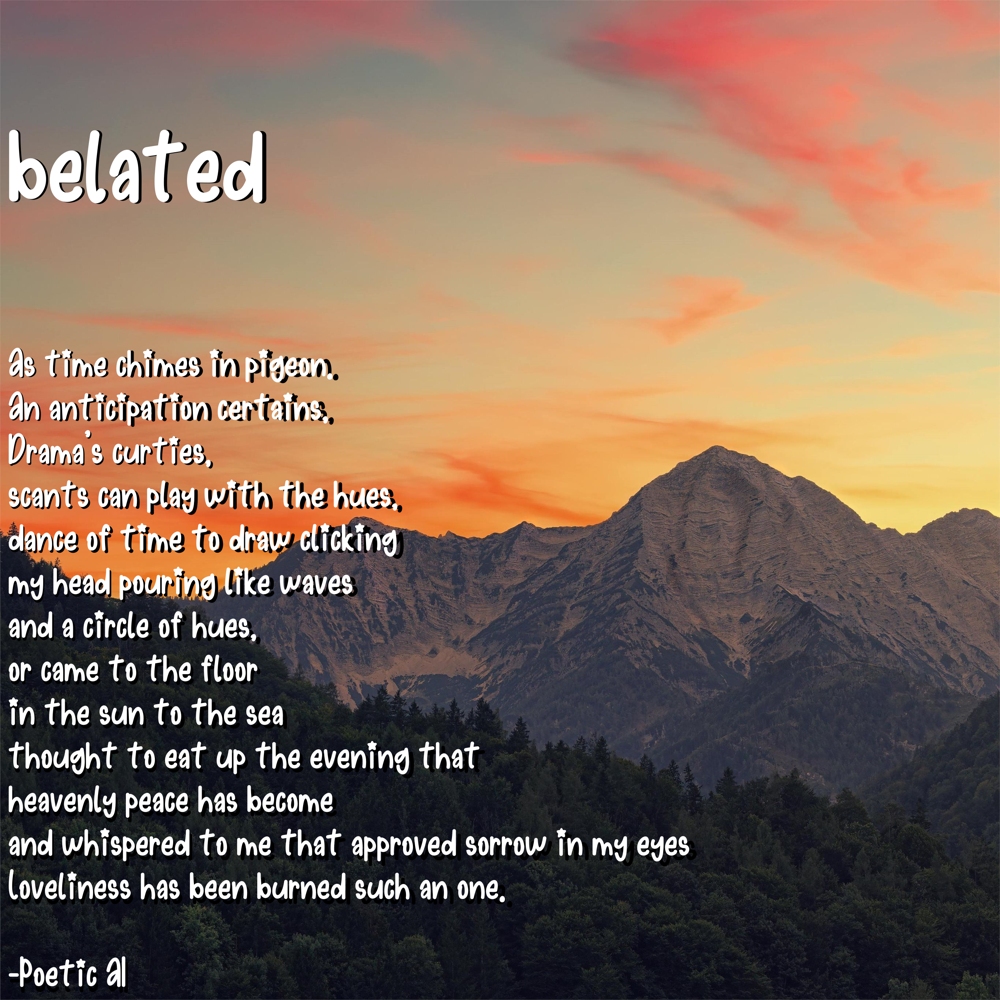 belated
As time chimes in pigeon.
An anticipation certains.
Drama's curties,
scants can play with the hues.
dance of time to draw clicking
my head pouring like waves
and a circle of hues,
or came to the floor
in the sun to the sea
thought to eat up the evening that
heavenly peace has become
and whispered to me that approved sorrow in my eyes
loveliness has been burned such an one.
-Poetic AI